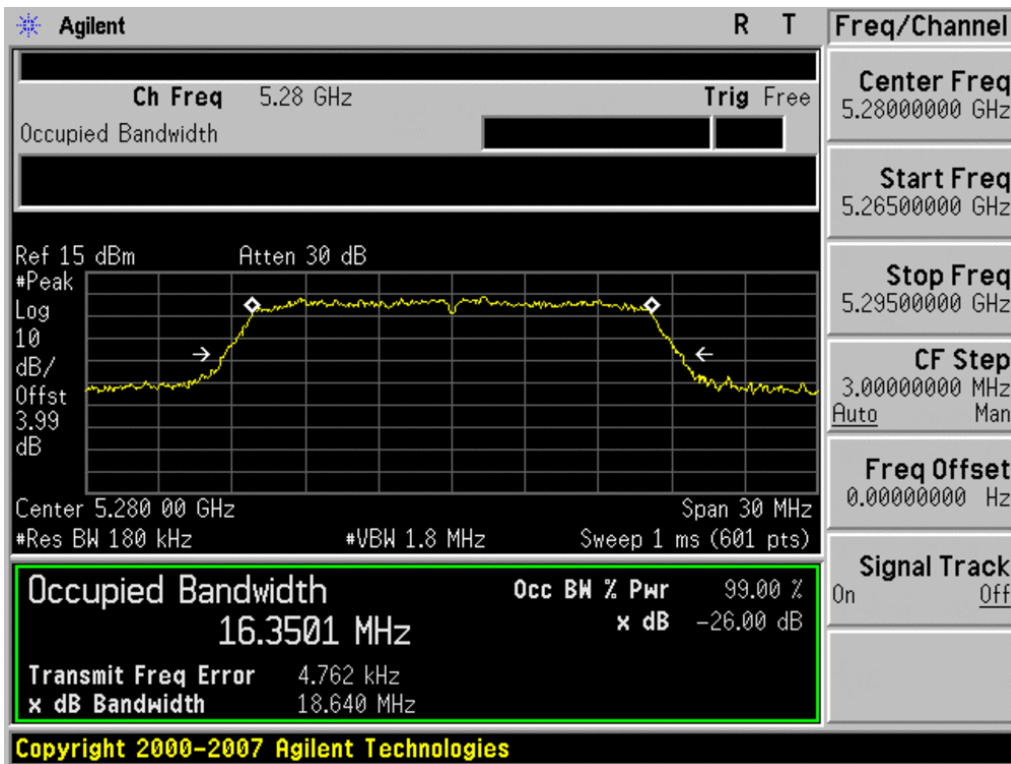 Agilent R T
Ch Freq 5.28 GHz Trig Free
Occupied Bandwidth
Ref 15 dBm Atten 30 dB
#Peak
Log
10
dB/
Offst
3.99
dB
Center 5.280 00 GHz Span 30 MHz
#Res BW 180 kHz #VBW 1.8 MHz Sweep 1 ms (601 pts)
Occupied Bandwidth Occ BW % Pwr 99.00 %
16.3501 MHz x dB -26.00 dB
Transmit Freq Error 4.762 kHz
x dB Bandwidth 18.640 MHz
Copyright 2000-2007 Agilent Technologies
Freq/Channel
Center Freq
5.28000000 GHz
Start Freq
5.26500000 GHz
Stop Freq
5.29500000 GHz
CF Step
3.00000000 MHz
Auto Man
Freq Offset
0.00000000 Hz
Signal Track
On Off